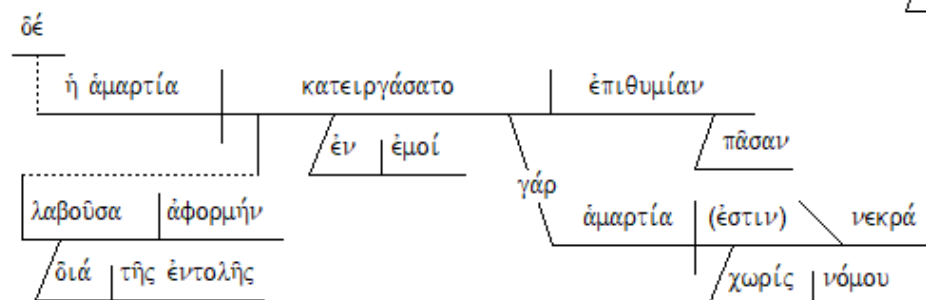 δέ
ἡ ἁμαρτία κατειργάσατο ἐπιθυμίαν
ἐν ἐμοί πᾶσαν
γάρ
λαβοῦσα ἀφορμήν ἁμαρτία (ἐστιν) νεκρά
διά τῆς ἐντολῆς χωρίς νόμου